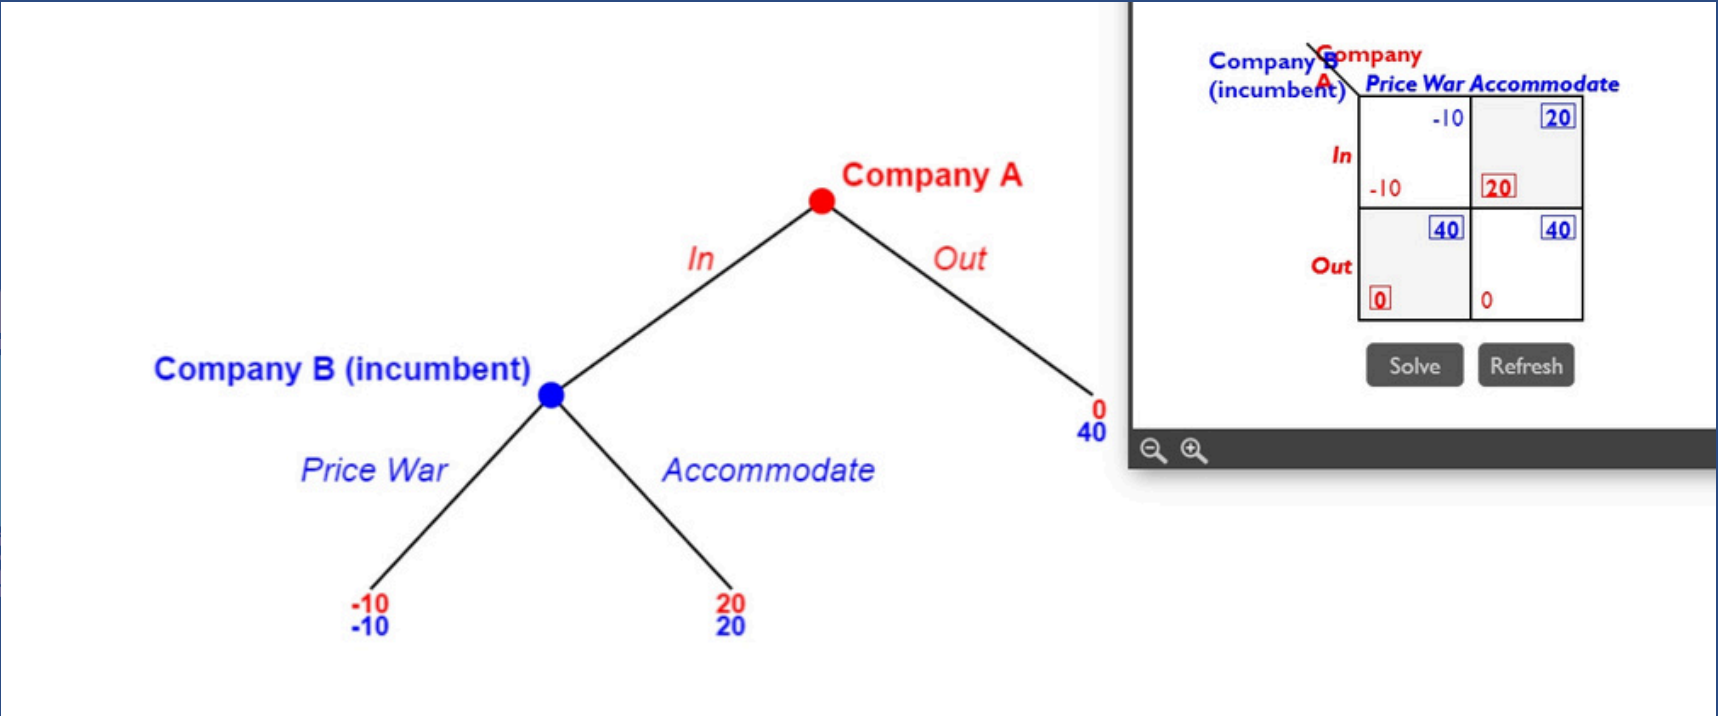 Company A
In
Out
Company B (incumbent)
0
40
Price War
Accommodate
-10
-10
20
20
Company
A
Company B
(incumbent)
Price War Accommodate
In
-10
-10
20
20
Out
40
0
40
0
Solve
Refresh